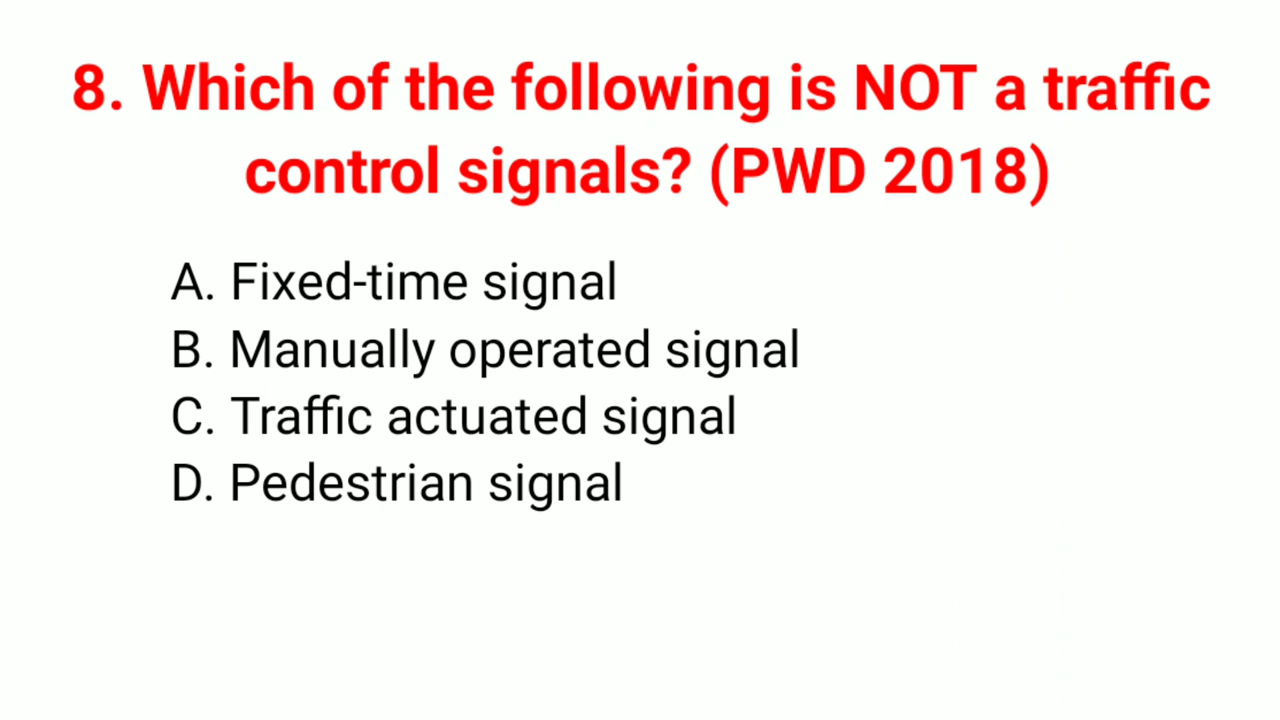 8. Which of the following is NOT a traffic
control signals? (PWD 2018)
A. Fixed-time signal
B. Manually operated signal
C. Traffic actuated signal
D. Pedestrian signal